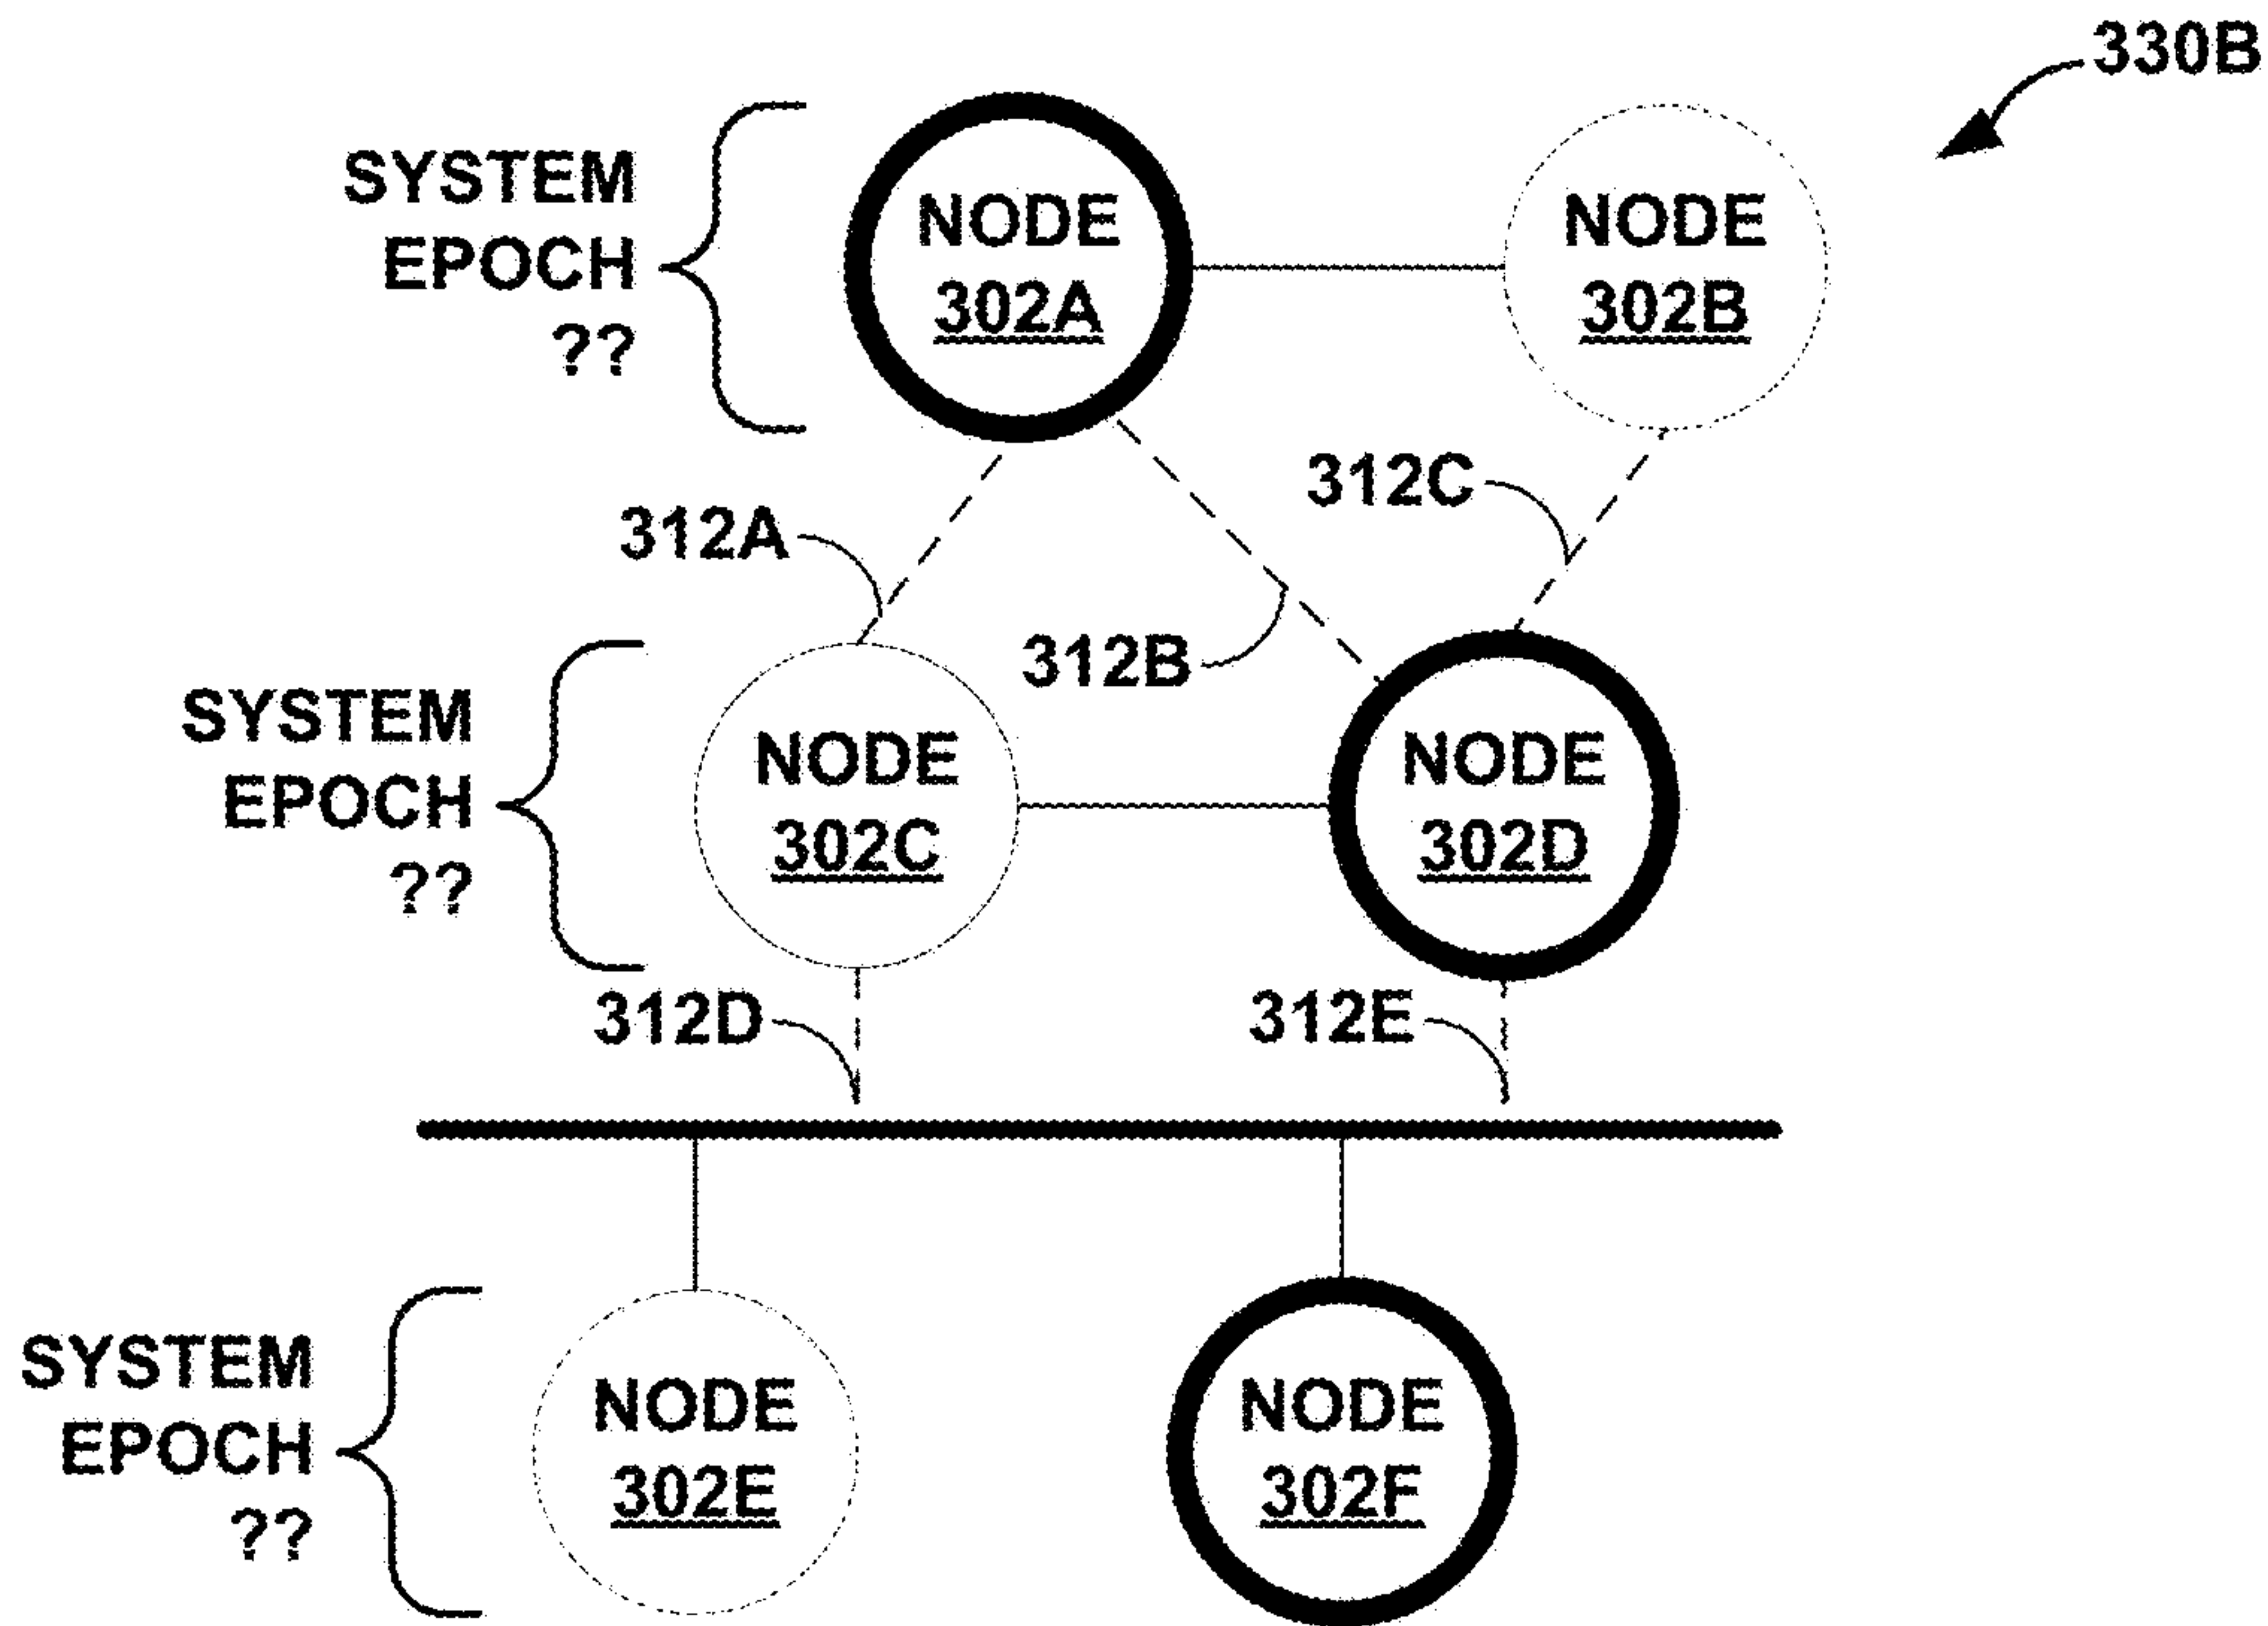 330B
SYSTEM
EPOCH
??
NODE
302A
NODE
302B
312A
312B
312C
SYSTEM
EPOCH
??
NODE
302C
NODE
302D
312D
312E
SYSTEM
EPOCH
??
NODE
302E
NODE
302F